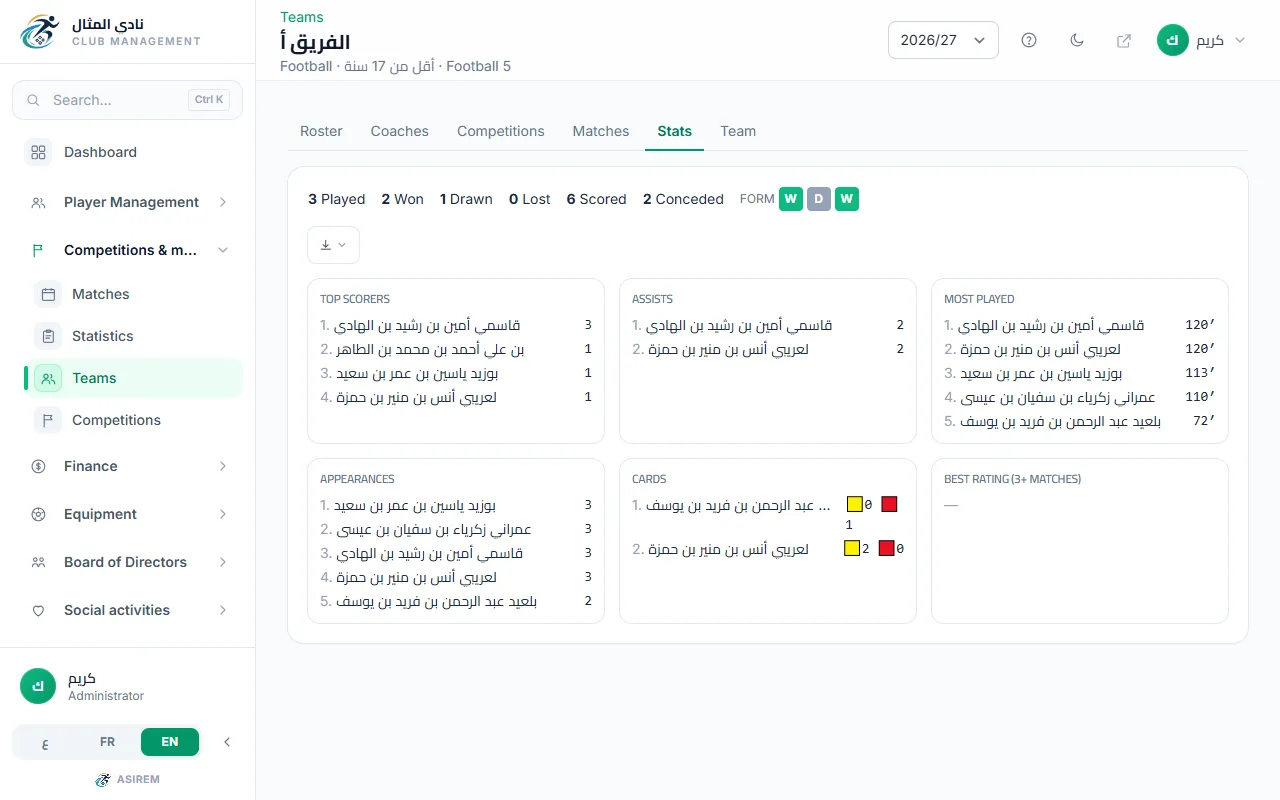 نادي المثال
CLUB MANAGEMENT
Search...
Ctrl K
Dashboard
Player Management
Competitions & m...
Matches
Statistics
Teams
Competitions
Finance
Equipment
Board of Directors
Social activities
كريم
Administrator
ع
FR
EN
ASIREM
Teams
الفريق أ
Football · أقل من 17 سنة · Football 5
2026/27
ك
كريم
Roster
Coaches
Competitions
Matches
Stats
Team
3 Played 2 Won 1 Drawn 0 Lost 6 Scored 2 Conceded FORM W D W
TOP SCORERS
1. قاسمي أمين بن رشيد بن الهادي 3
2. بن علي أحمد بن محمد بن الطاهر 1
3. بوزيد ياسين بن عمر بن سعيد 1
4. لعريبي أنس بن منير بن حمزة 1
ASSISTS
1. قاسمي أمين بن رشيد بن الهادي 2
2. لعريبي أنس بن منير بن حمزة 2
MOST PLAYED
1. قاسمي أمين بن رشيد بن الهادي 120′
2. لعريبي أنس بن منير بن حمزة 120′
3. بوزيد ياسين بن عمر بن سعيد 113′
4. عمراني زكرياء بن سفيان بن عيسى 110′
5. بلعيد عبد الرحمن بن فريد بن يوسف 72′
APPEARANCES
1. بوزيد ياسين بن عمر بن سعيد 3
2. عمراني زكرياء بن سفيان بن عيسى 3
3. قاسمي أمين بن رشيد بن الهادي 3
4. لعريبي أنس بن منير بن حمزة 3
5. بلعيد عبد الرحمن بن فريد بن يوسف 2
CARDS
1. عبد الرحمن بن فريد بن يوسف ... 0
1
2. لعريبي أنس بن منير بن حمزة 2 0
BEST RATING (3+ MATCHES)
—